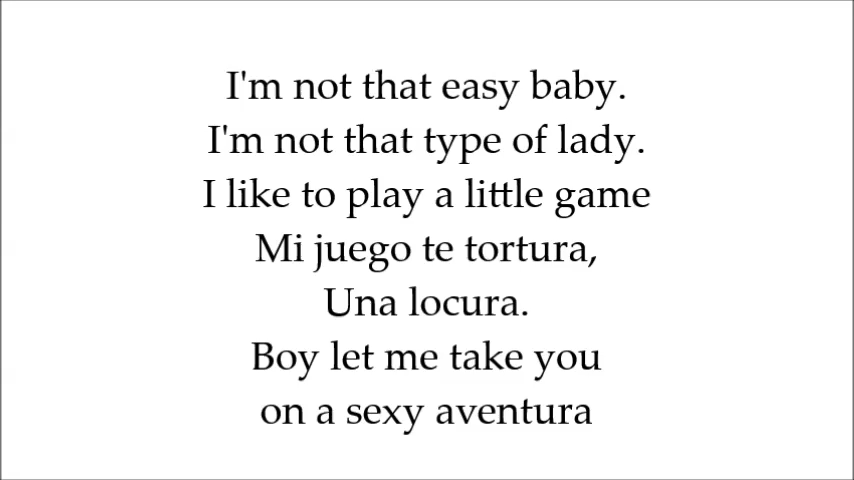 I'm not that easy baby.
I'm not that type of lady.
I like to play a little game
Mi juego te tortura,
Una locura.
Boy let me take you
on a sexy aventura